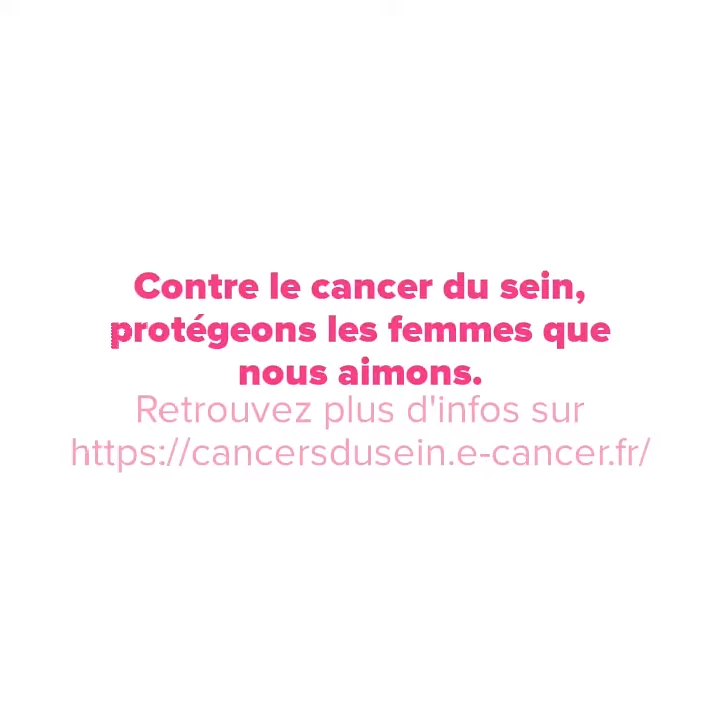 Contre le cancer du sein,
protégeons les femmes que
nous aimons.
Retrouvez plus d'infos sur
https://cancersdusein.e-cancer.fr/